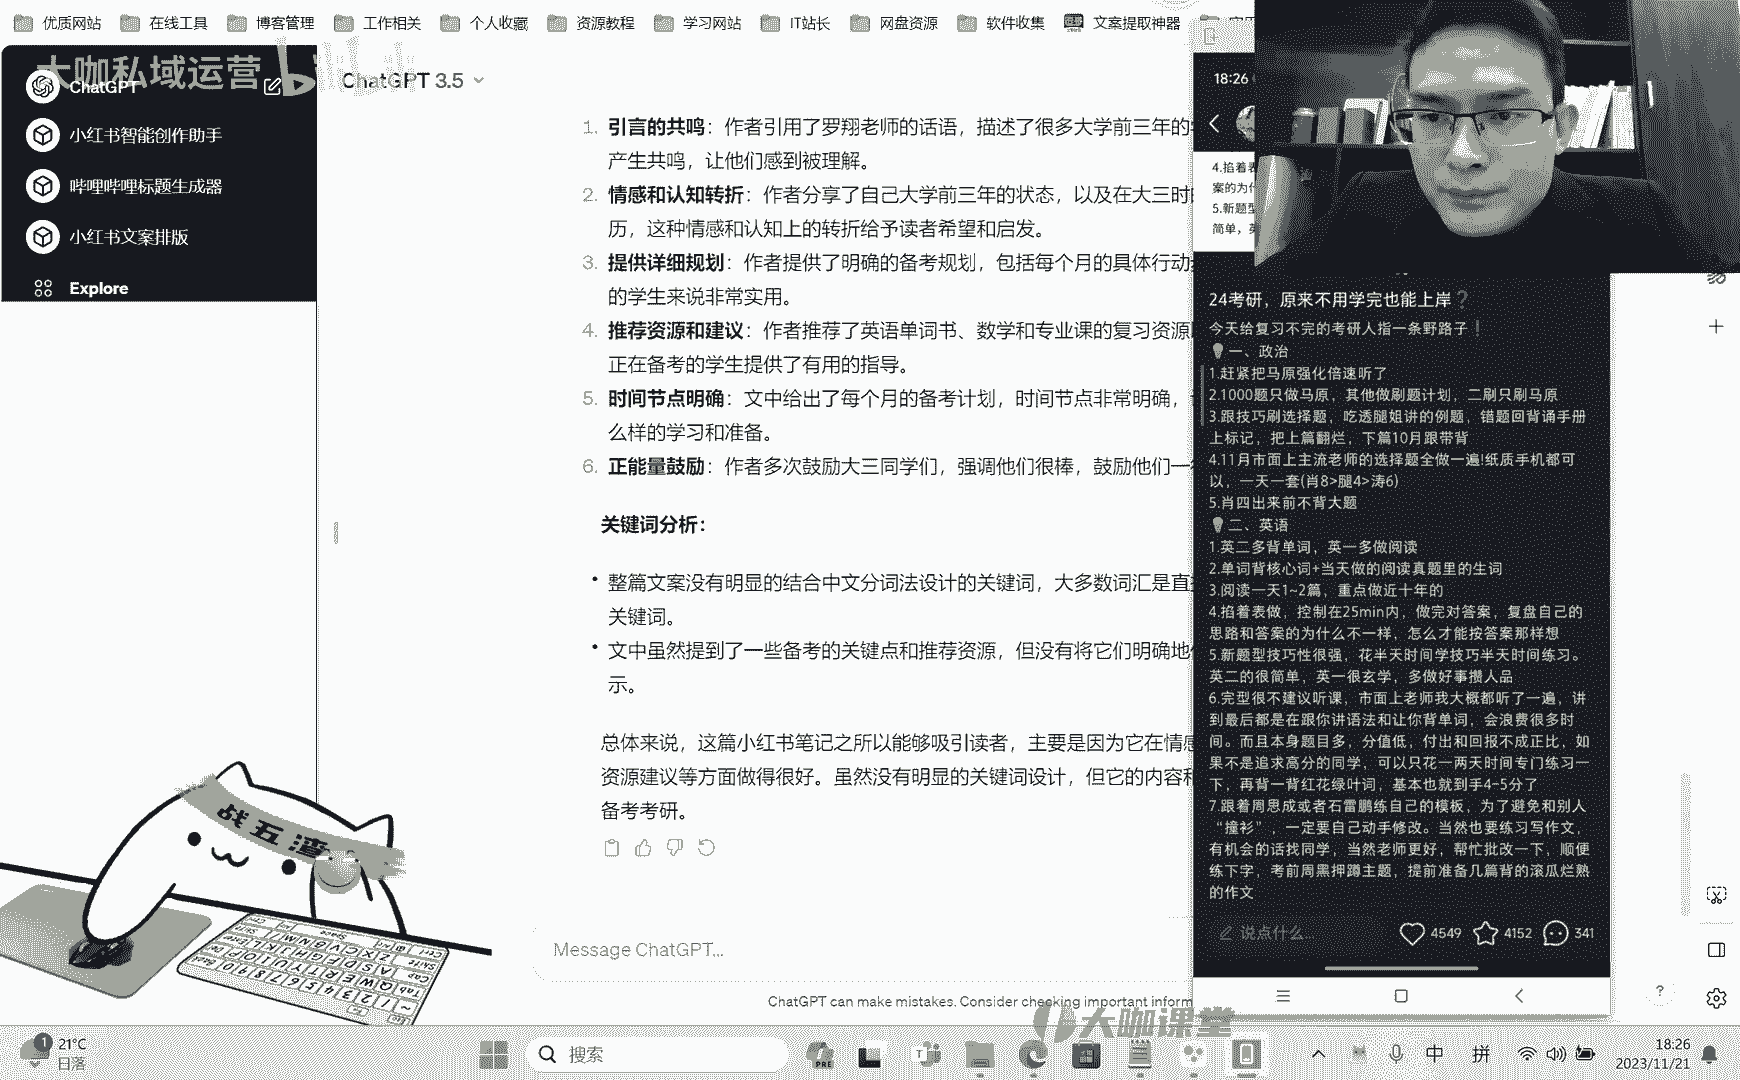 优质网站
在线工具
博客管理
工作相关
个人收藏
资源教程
学习网站
IT站长
网盘资源
软件收集
文案提取神器
大咖私域运营
ChatGPT
小红书智能创作助手
哔哩哔哩标题生成器
小红书文案排版
Explore
ChatGPT 3.5
1. 引言的共鸣：作者引用了罗翔老师的话语，描述了很多大学前三年的
产生共鸣，让他们感到被理解。
2. 情感和认知转折：作者分享了自己大学前三年的状态，以及在大三时
历，这种情感和认知上的转折给予读者希望和启发。
3. 提供详细规划：作者提供了明确的备考规划，包括每个月的具体行动
的学生来说非常实用。
4. 推荐资源和建议：作者推荐了英语单词书、数学和专业课的复习资源
正在备考的学生提供了有用的指导。
5. 时间节点明确：文中给出了每个月的备考计划，时间节点非常明确，
么样的学习和准备。
6. 正能量鼓励：作者多次鼓励大三同学们，强调他们很棒，鼓励他们一
关键词分析：
• 整篇文案没有明显的结合中文分词法设计的关键词，大多数词汇是直
关键词。
• 文中虽然提到了一些备考的关键点和推荐资源，但没有将它们明确地
示。
总体来说，这篇小红书笔记之所以能够吸引读者，主要是因为它在情感
资源建议等方面做得很好。虽然没有明显的关键词设计，但它的内容和
备考考研。
Message ChatGPT...
ChatGPT can make mistakes. Consider checking important inform
18:26
4.掐着表
案的为什
5.新题型
简单，英
24考研，原来不用学完也能上岸❓
今天给复习不完的考研人指一条野路子❗
💡一、政治
1.赶紧把马原强化倍速听了
2.1000题只做马原，其他做刷题计划，二刷只刷马原
3.跟技巧刷选择题，吃透腿姐讲的例题，错题回背诵手册
上标记，把上篇翻烂，下篇10月跟带背
4.11月市面上主流老师的选择题全做一遍!纸质手机都可
以，一天一套(肖8>腿4>涛6)
5.肖四出来前不背大题
💡二、英语
1.英二多背单词，英一多做阅读
2.单词背核心词+当天做的阅读真题里的生词
3.阅读一天1~2篇，重点做近十年的
4.掐着表做，控制在25min内，做完对答案，复盘自己的
思路和答案的为什么不一样，怎么才能按答案那样想
5.新题型技巧性很强，花半天时间学技巧半天时间练习。
英二的很简单，英一很玄学，多做好事攒人品
6.完型很不建议听课，市面上老师我大概都听了一遍，讲
到最后都是在跟你讲语法和让你背单词，会浪费很多时
间。而且本身题目多，分值低，付出和回报不成正比，如
果不是追求高分的同学，可以只花一两天时间专门练习一
下，再背一背红花绿叶词，基本也就到手4-5分了
7.跟着周思成或者石雷鹏练自己的模板，为了避免和别人
“撞衫”，一定要自己动手修改。当然也要练习写作文，
有机会的话找同学，当然老师更好，帮忙批改一下，顺便
练下字，考前周黑押蹲主题，提前准备几篇背的滚瓜烂熟
的作文
说点什么...
4549
4152
341
战五渣
大咖课堂
1
21°C
日落
搜索
中
拼
18:26
2023/11/21